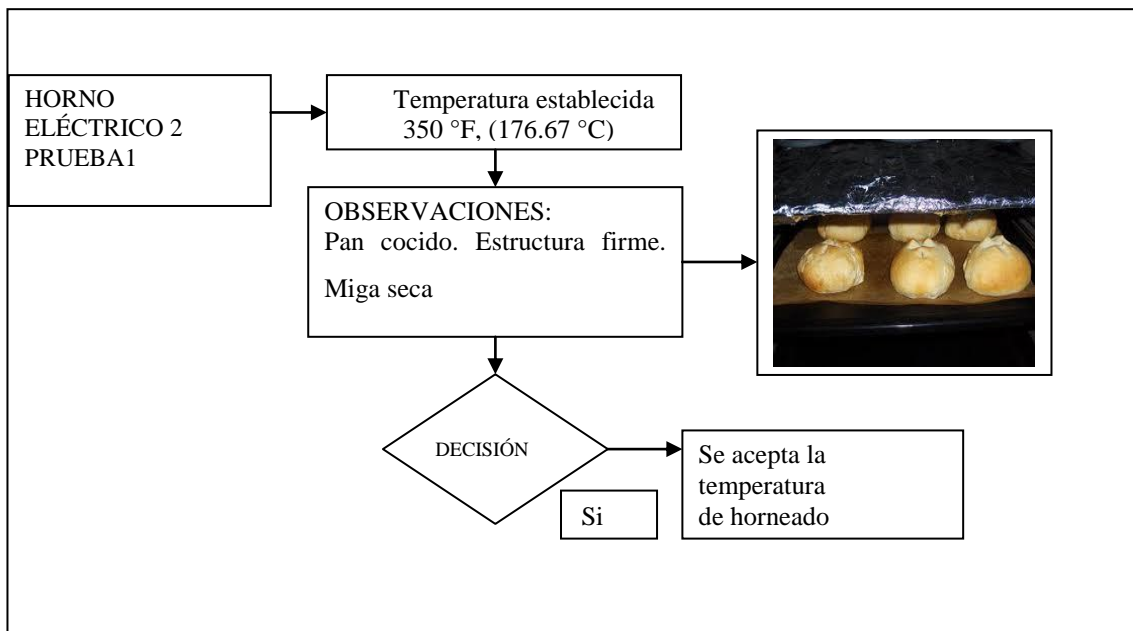 HORNO
ELÉCTRICO 2
PRUEBA1
Temperatura establecida
350 °F, (176.67 °C)
OBSERVACIONES:
Pan cocido. Estructura firme.
Miga seca
DECISIÓN
Si
Se acepta la
temperatura
de horneado